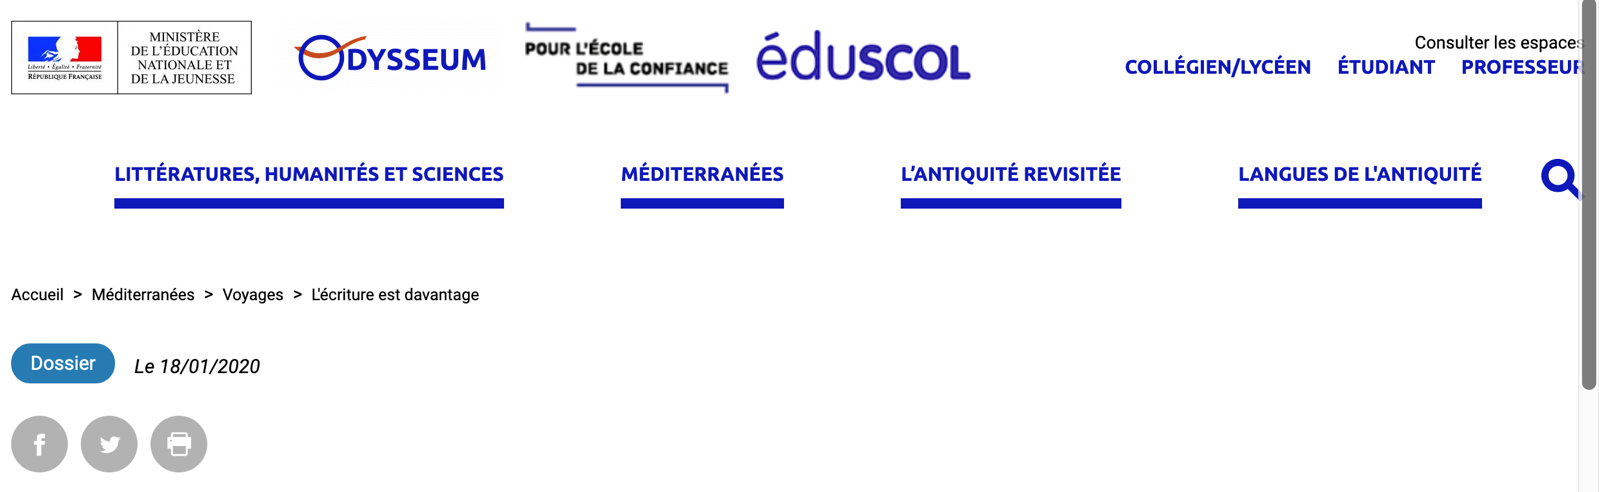 MINISTÈRE
DE L'ÉDUCATION
NATIONALE ET
DE LA JEUNESSE
Liberté • Égalité • Fraternité
RÉPUBLIQUE FRANÇAISE
ODYSSEUM
POUR L'ÉCOLE
DE LA CONFIANCE
éduSCOL
Consulter les espaces
COLLÉGIEN/LYCÉEN ÉTUDIANT PROFESSEUR
LITTÉRATURES, HUMANITÉS ET SCIENCES MÉDITERRANÉES L’ANTIQUITÉ REVISITÉE LANGUES DE L'ANTIQUITÉ
Accueil > Méditerranées > Voyages > L'écriture est davantage
Dossier Le 18/01/2020